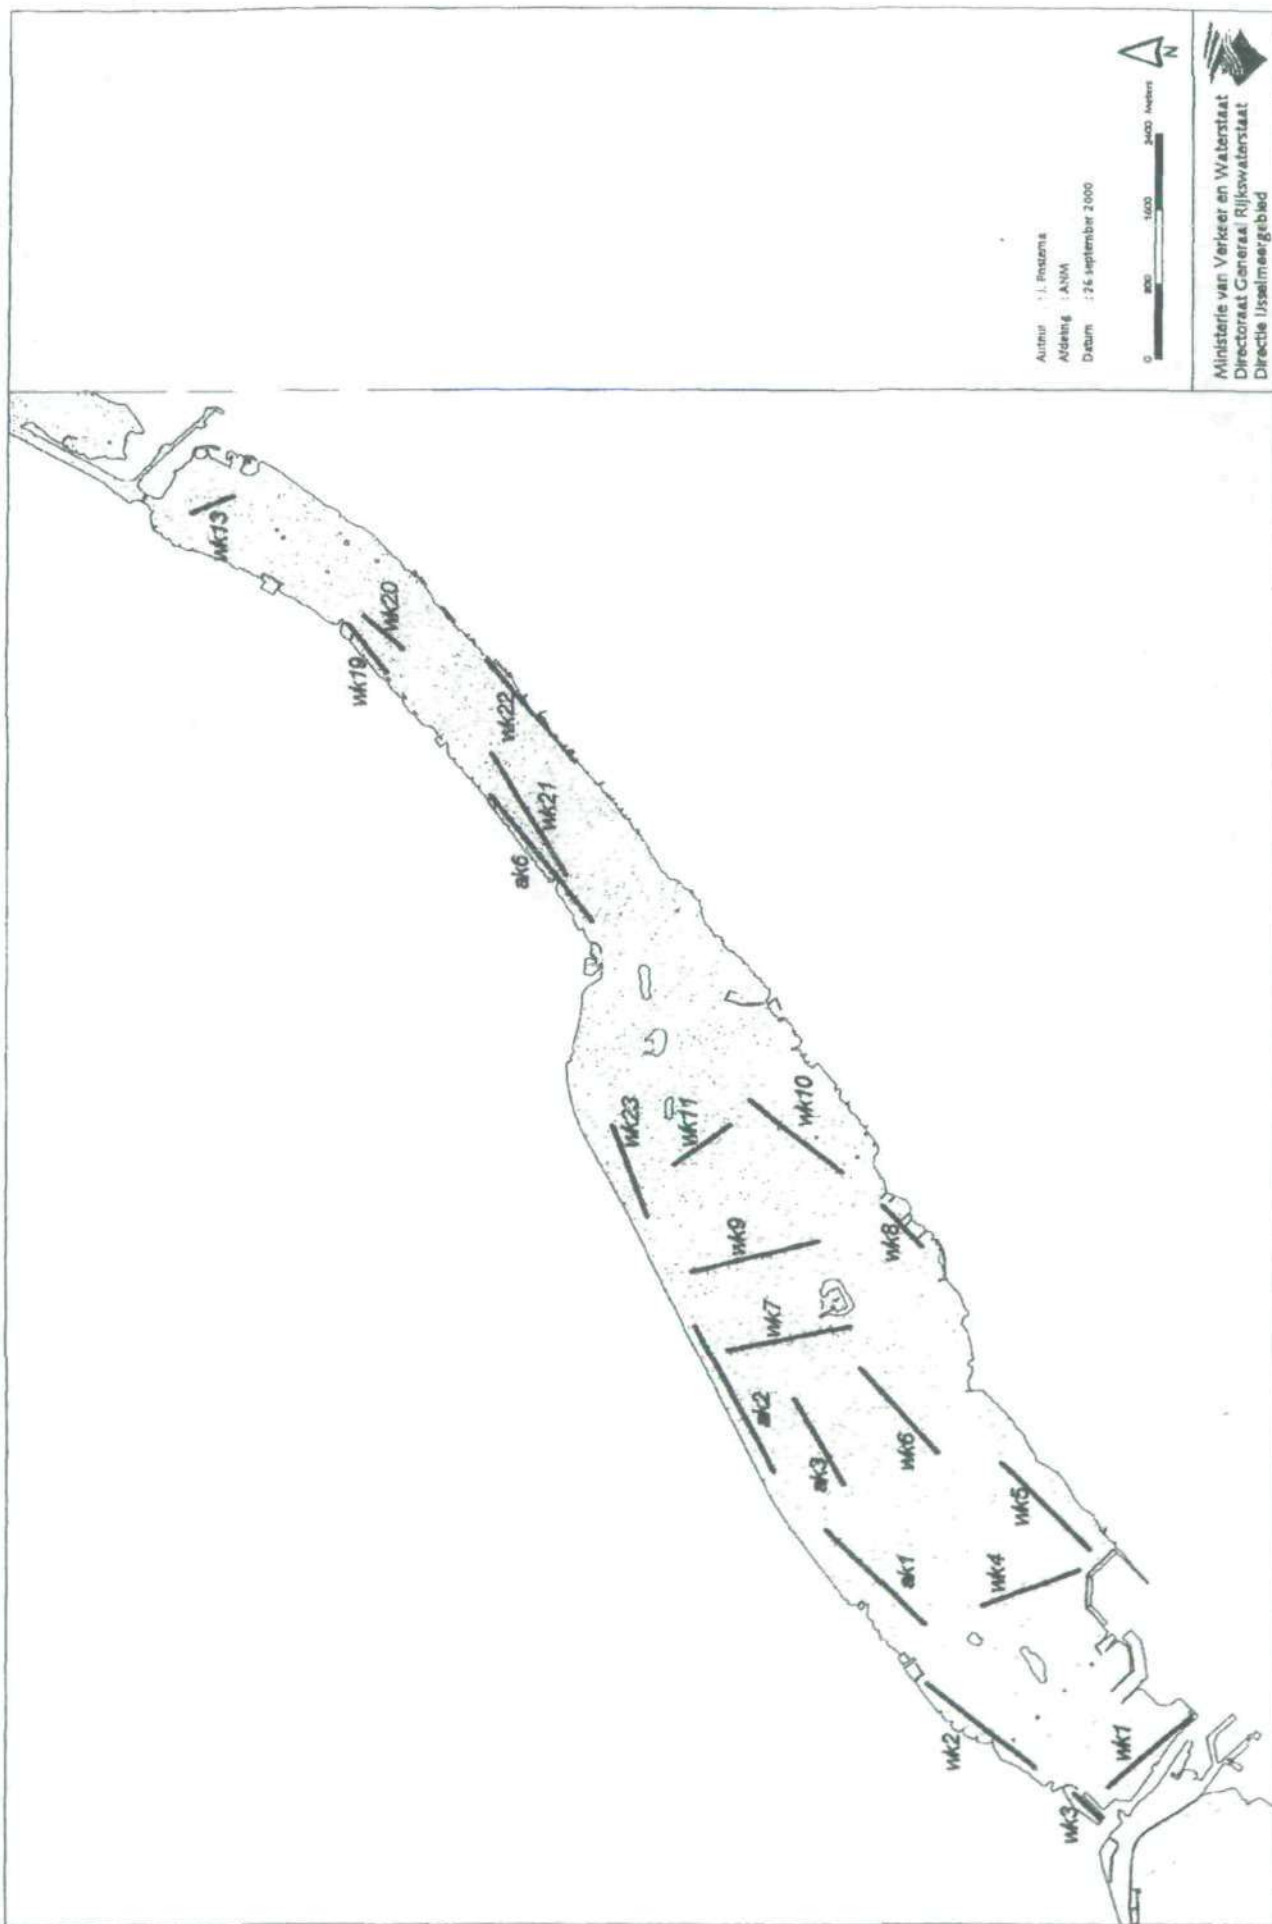 wk13
wk20
wk19
wk22
wk21
ak6
wk10
wk23
wk11
wk9
wk8
wk7
ak2
wk6
ak3
wk5
ak1
wk4
wk2
wk1
wk3
Auteur : J. Postema
Afdeling : ANM
Datum : 26 september 2000
0 800 1600 2400 Meters
N
Ministerie van Verkeer en Waterstaat
Directoraat Generaal Rijkswaterstaat
Directie IJsselmeergebied